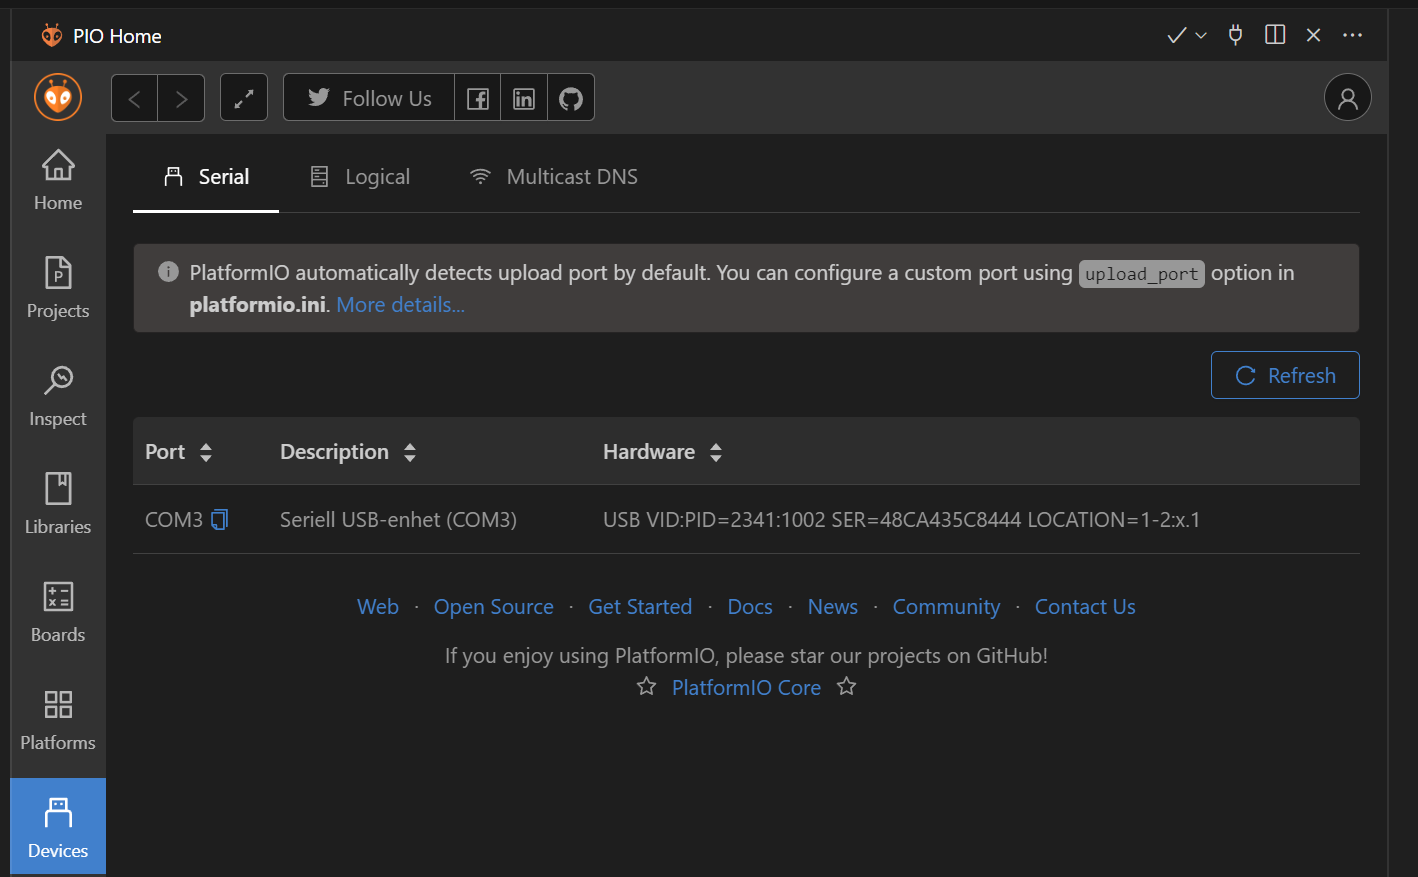 PIO Home
Follow Us
Home
Projects
Inspect
Libraries
Boards
Platforms
Devices
Serial
Logical
Multicast DNS
PlatformIO automatically detects upload port by default. You can configure a custom port using upload_port option in
platformio.ini. More details...
Refresh
Port Description Hardware
COM3 Seriell USB-enhet (COM3) USB VID:PID=2341:1002 SER=48CA435C8444 LOCATION=1-2:x.1
Web · Open Source · Get Started · Docs · News · Community · Contact Us
If you enjoy using PlatformIO, please star our projects on GitHub!
PlatformIO Core